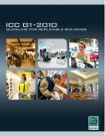 ICC G1-2010
GUIDELINE FOR REPLICABLE BUILDINGS